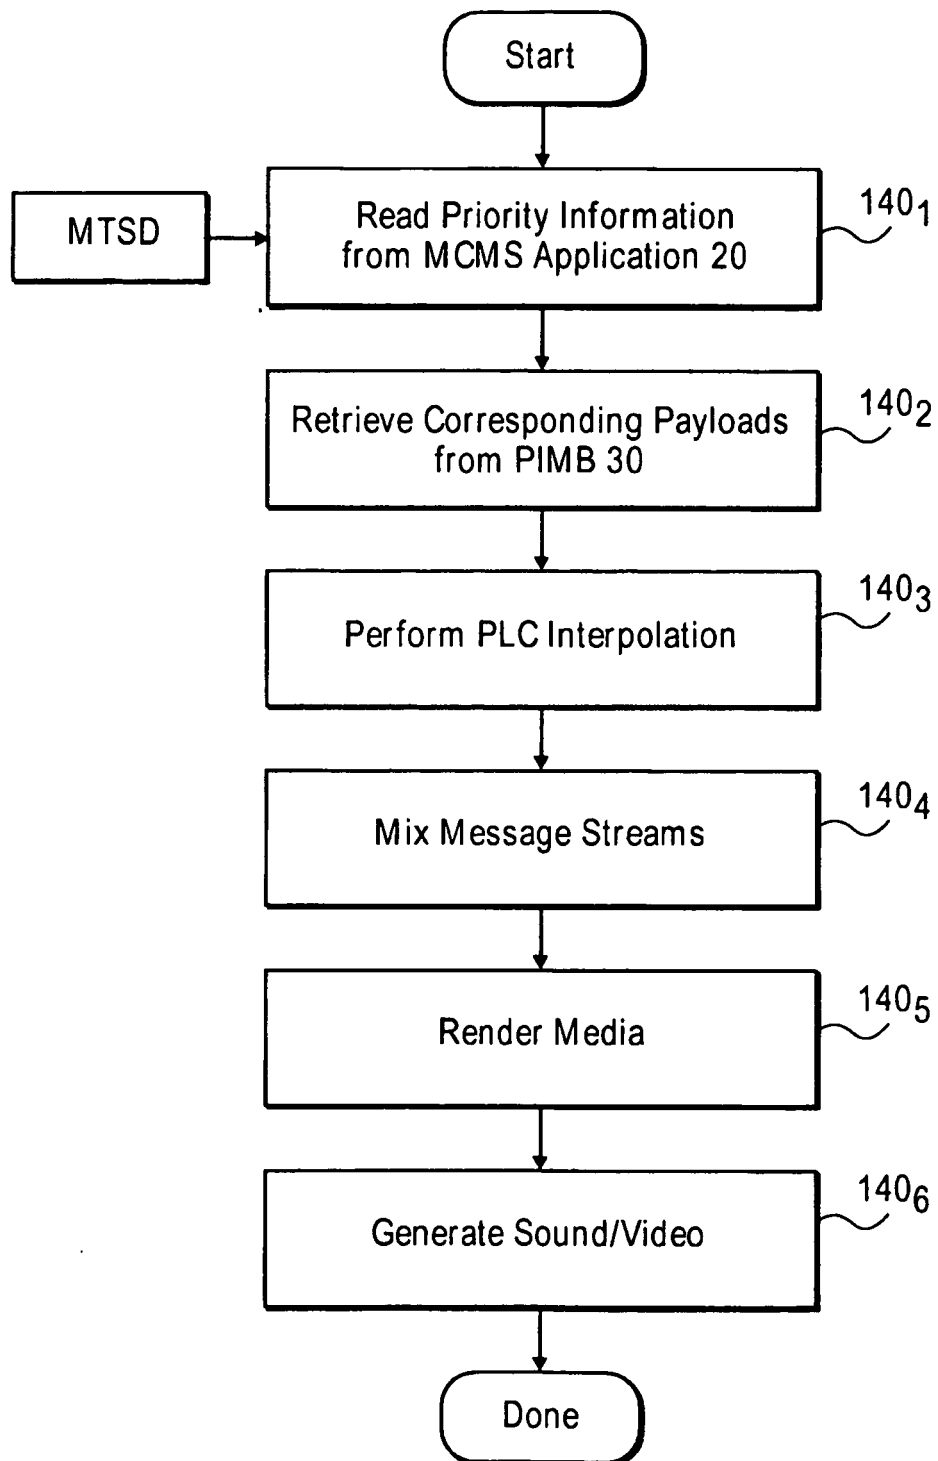 Start
MTSD
Read Priority Information
from MCMS Application 20
140₁
Retrieve Corresponding Payloads
from PIMB 30
140₂
Perform PLC Interpolation
140₃
Mix Message Streams
140₄
Render Media
140₅
Generate Sound/Video
140₆
Done